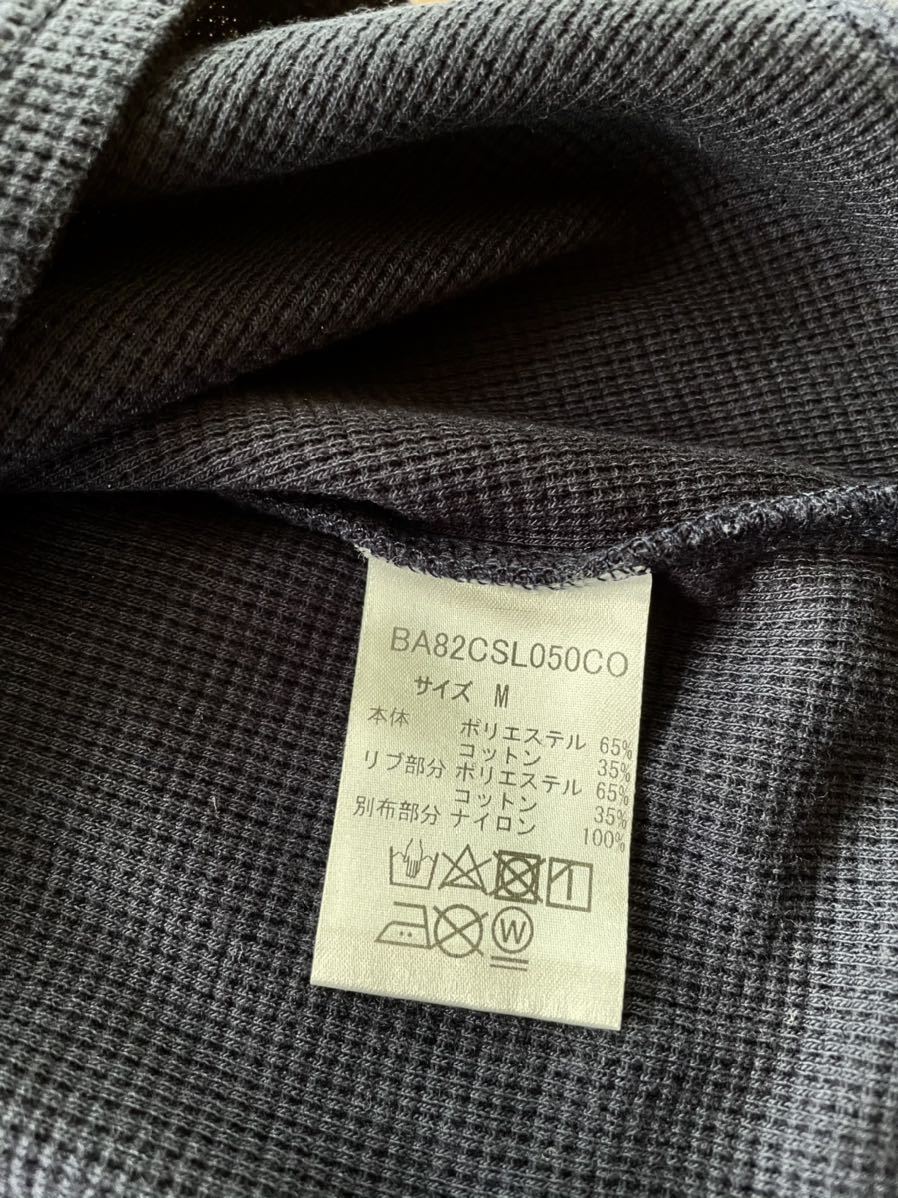 BA82CSL050CO
サイズ M
本体 ポリエステル 65%
コットン 35%
リブ部分 ポリエステル 65%
コットン 35%
別布部分 ナイロン 100%
W